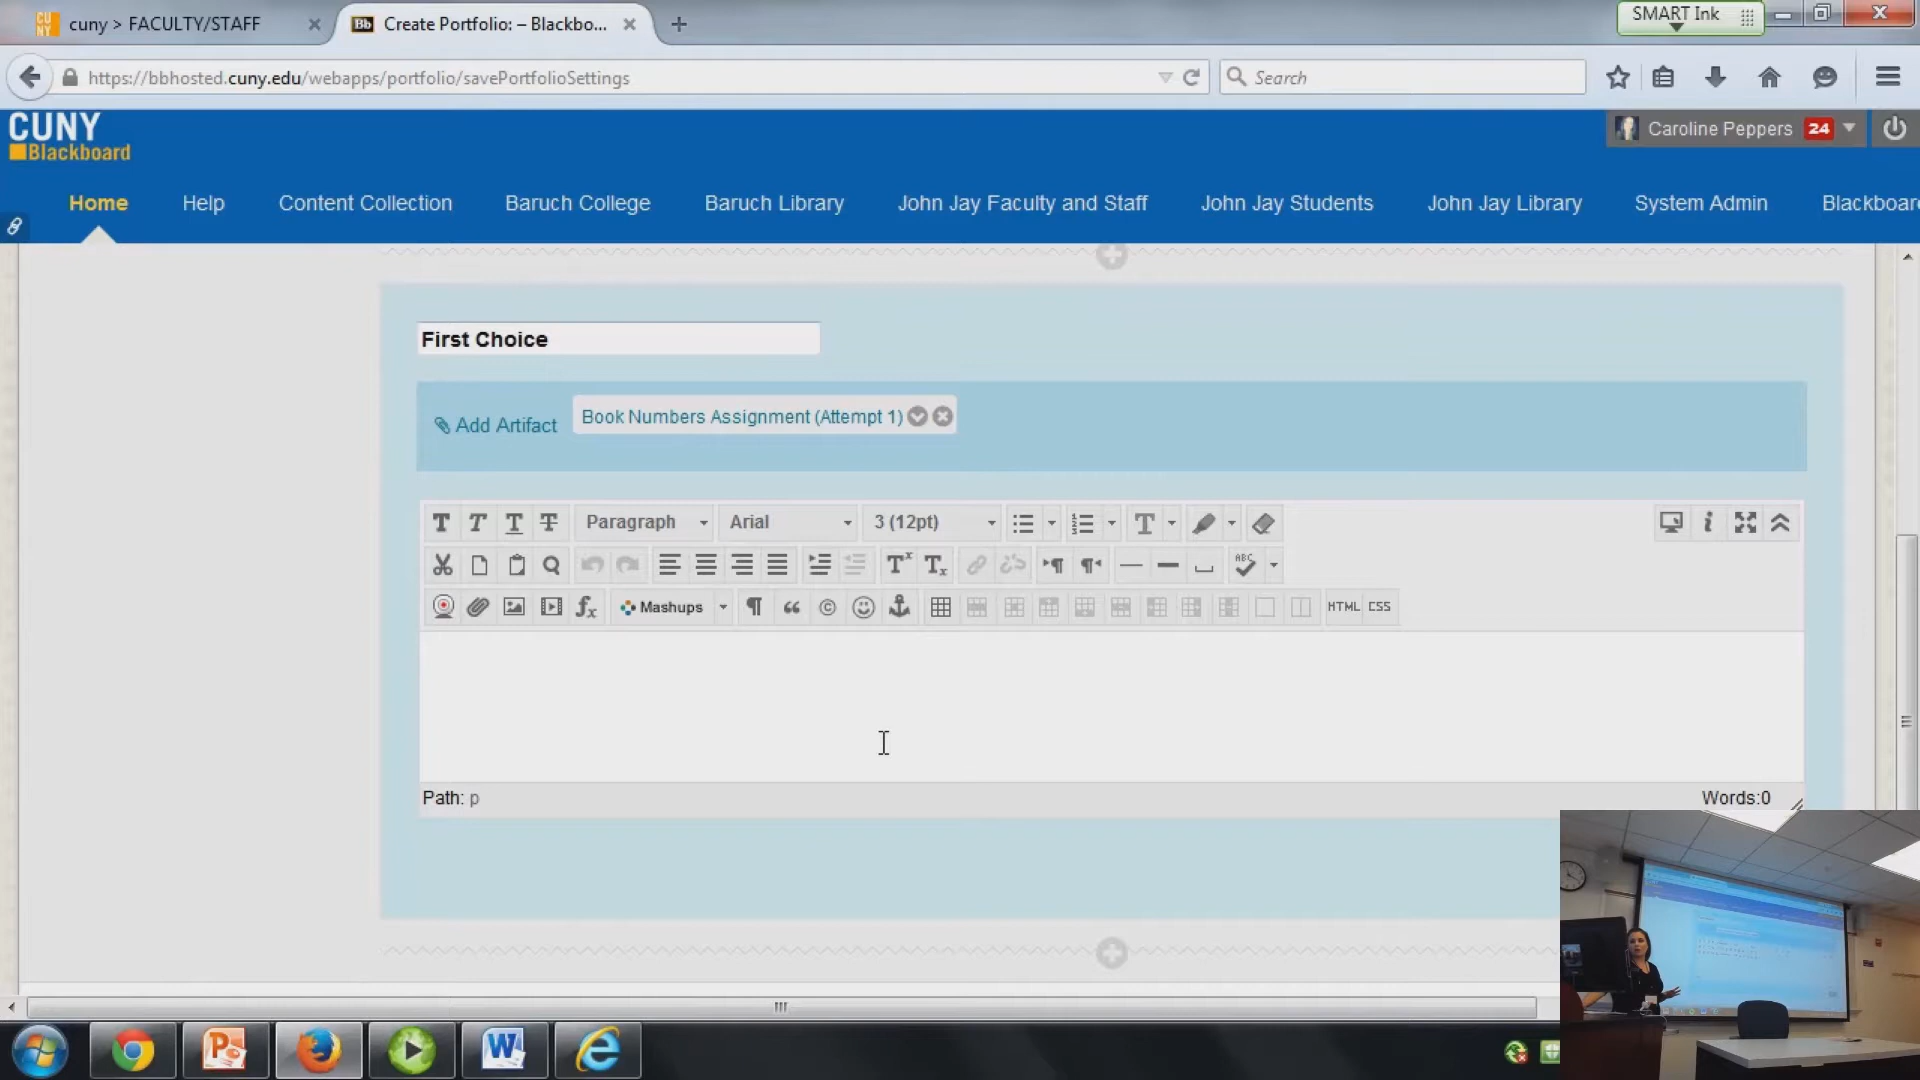 cuny > FACULTY/STAFF
Create Portfolio: – Blackbo...
SMART Ink
https://bbhosted.cuny.edu/webapps/portfolio/savePortfolioSettings
Search
CUNY
Blackboard
Caroline Peppers 24
Home Help Content Collection Baruch College Baruch Library John Jay Faculty and Staff John Jay Students John Jay Library System Admin Blackboar
First Choice
Add Artifact Book Numbers Assignment (Attempt 1)
Paragraph Arial 3 (12pt)
ABC
Mashups HTML CSS
Path: p
Words:0